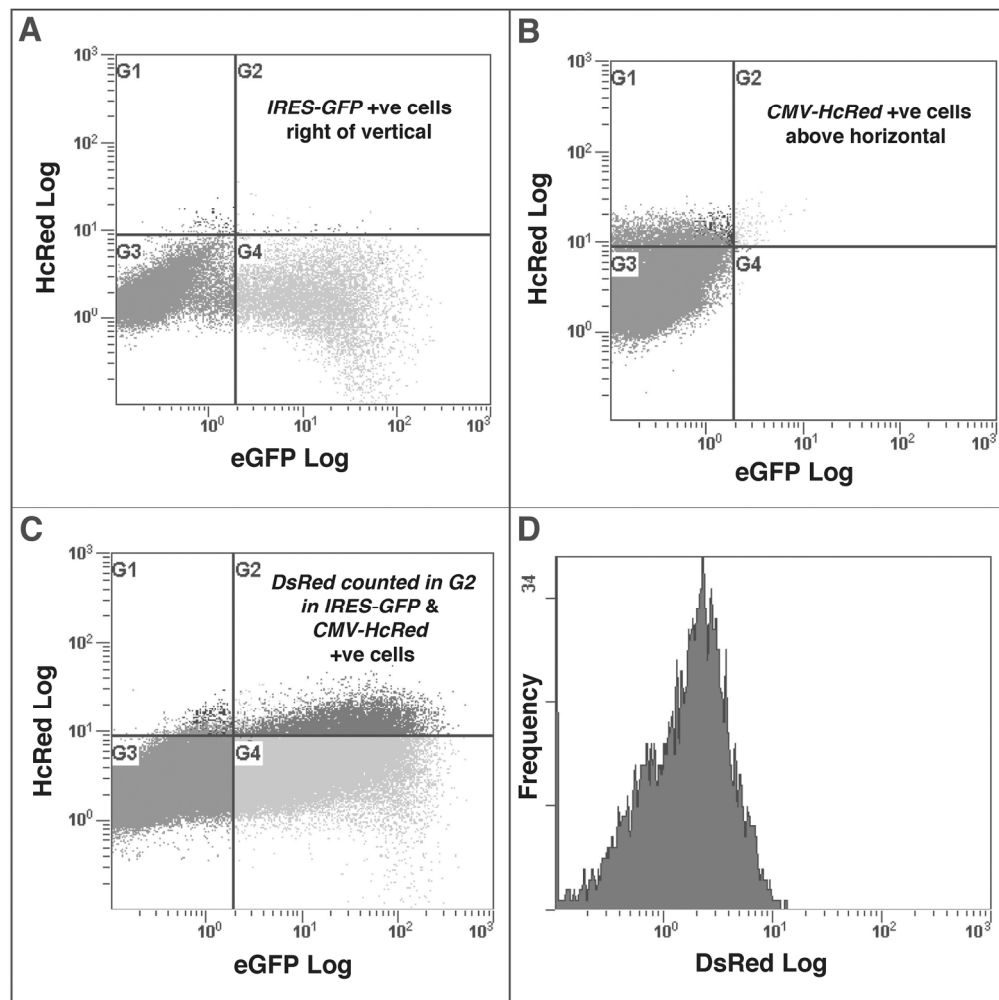 A
10³
G1
G2
IRES-GFP +ve cells
right of vertical
10²
HcRed Log
10¹
G3
G4
10⁰
10⁰
10¹
10²
10³
eGFP Log
B
10³
G1
G2
CMV-HcRed +ve cells
above horizontal
10²
HcRed Log
10¹
G3
G4
10⁰
10⁰
10¹
10²
10³
eGFP Log
C
10³
G1
G2
DsRed counted in G2
in IRES-GFP &
CMV-HcRed
+ve cells
10²
HcRed Log
10¹
G3
G4
10⁰
10⁰
10¹
10²
10³
eGFP Log
D
34
Frequency
10⁰
10¹
10²
10³
DsRed Log